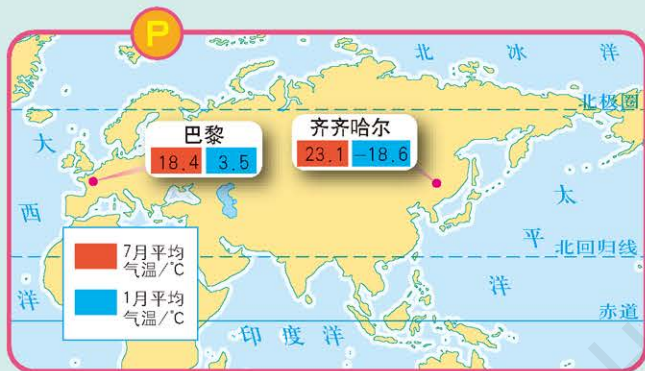 P
北冰洋
北极圈
大西洋
巴黎
18.4 3.5
齐齐哈尔
23.1 -18.6
太平洋
北回归线
7月平均
气温/℃
1月平均
气温/℃
赤道
印度洋